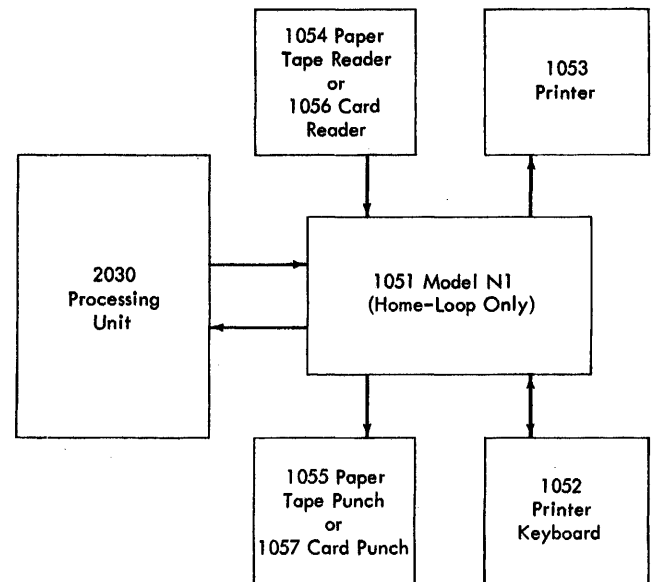 1054 Paper
Tape Reader
or
1056 Card
Reader
1053
Printer
2030
Processing
Unit
1051 Model N1
(Home-Loop Only)
1055 Paper
Tape Punch
or
1057 Card Punch
1052
Printer
Keyboard